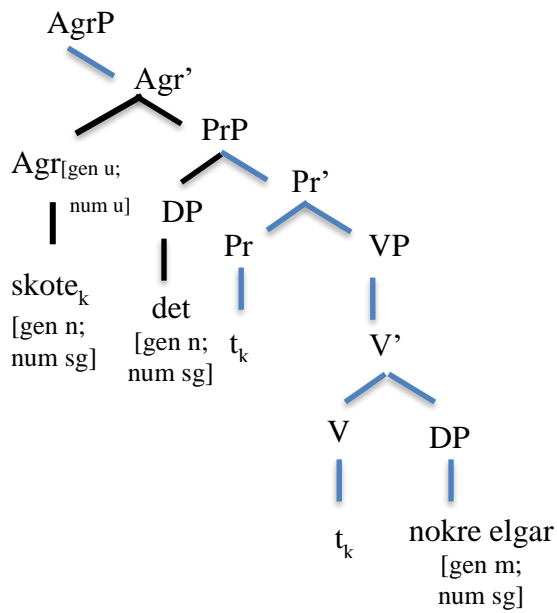 AgrP
Agr’
PrP
Agr[gen u;
num u]
Pr’
DP
Pr
VP
skotek
[gen n;
num sg]
det
[gen n;
num sg]
tk
V’
V
DP
tk
nokre elgar
[gen m;
num sg]